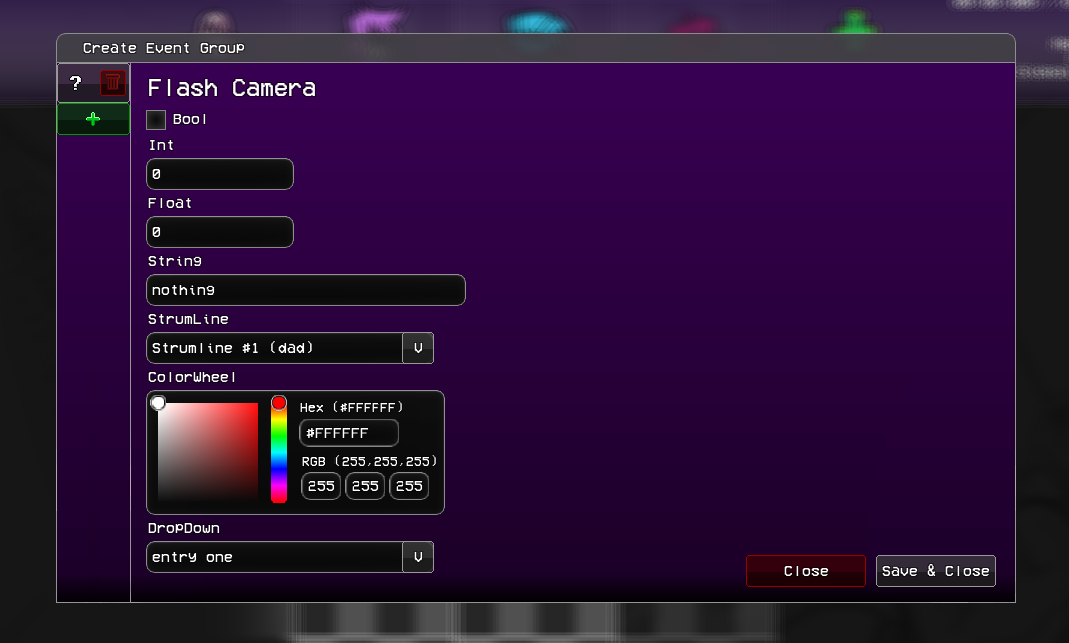 Create Event Group
?
Flash Camera
Bool
Int
0
Float
0
String
nothing
StrumLine
Strumline #1 (dad) V
ColorWheel
Hex (#FFFFFF)
#FFFFFF
RGB (255,255,255)
255 255 255
DropDown
entry one V
Close Save & Close